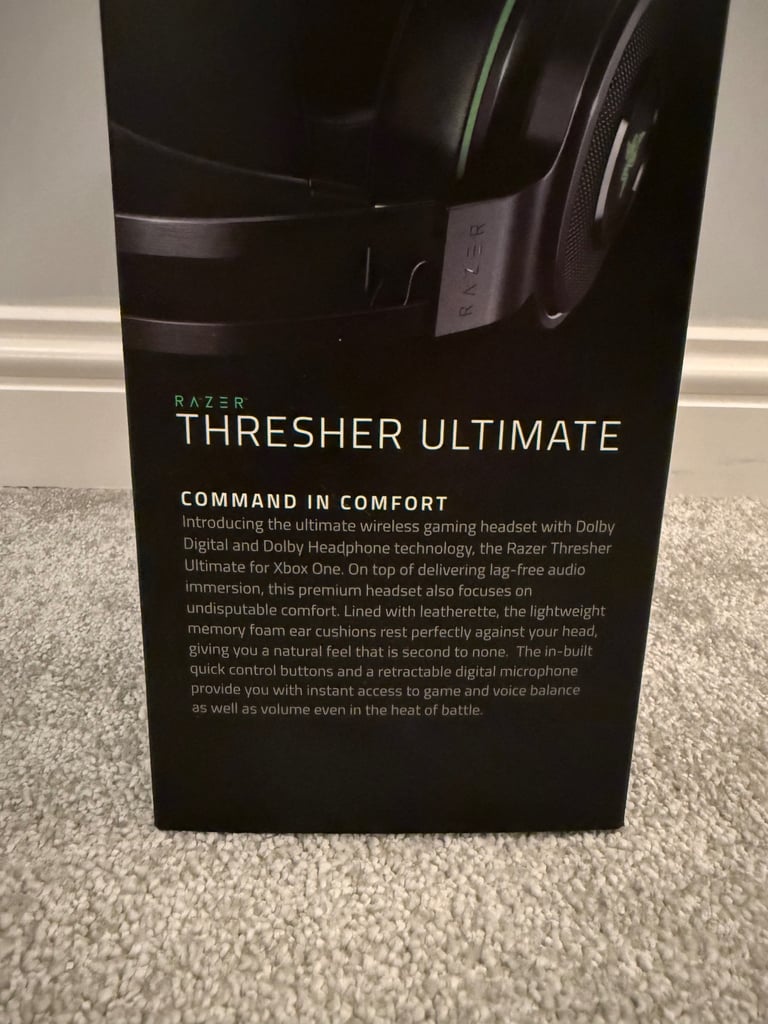 RAZER
RAZER
THRESHER ULTIMATE
COMMAND IN COMFORT
Introducing the ultimate wireless gaming headset with Dolby
Digital and Dolby Headphone technology, the Razer Thresher
Ultimate for Xbox One. On top of delivering lag-free audio
immersion, this premium headset also focuses on
undisputable comfort. Lined with leatherette, the lightweight
memory foam ear cushions rest perfectly against your head,
giving you a natural feel that is second to none. The in-built
quick control buttons and a retractable digital microphone
provide you with instant access to game and voice balance
as well as volume even in the heat of battle.